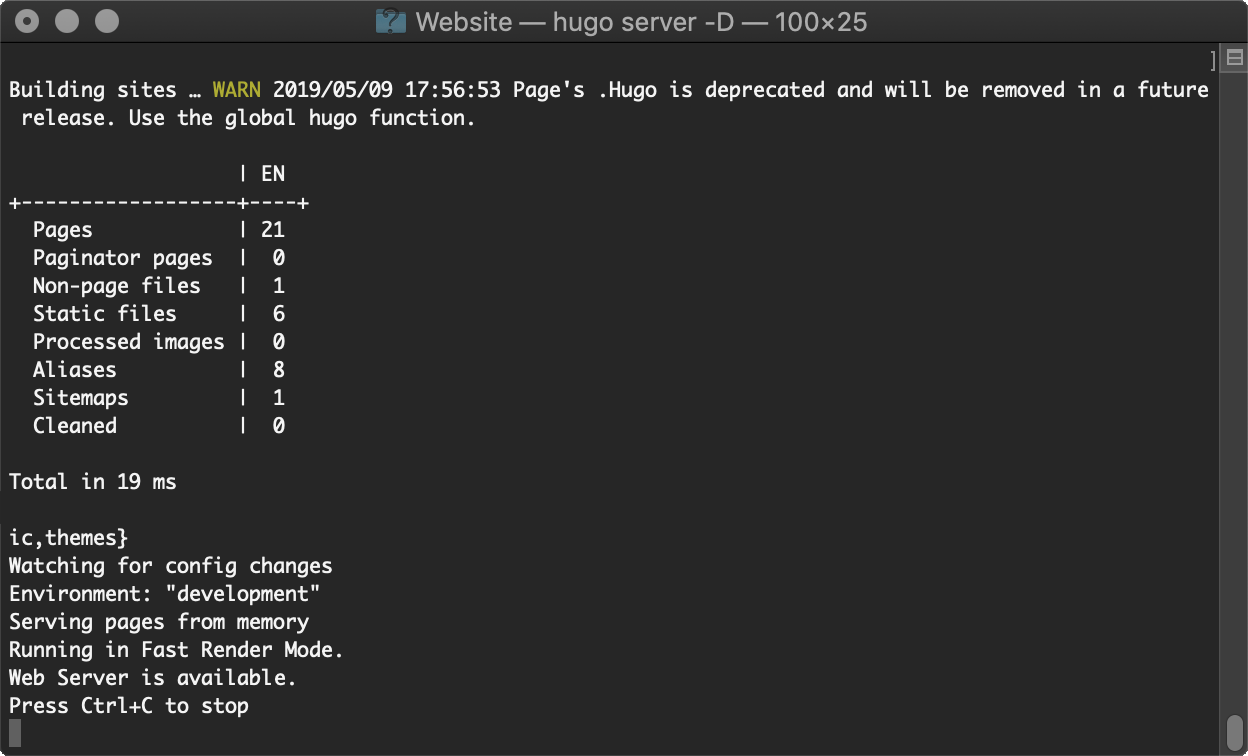 Website — hugo server -D — 100×25
]
Building sites … WARN 2019/05/09 17:56:53 Page's .Hugo is deprecated and will be removed in a future
 release. Use the global hugo function.
                   | EN
+------------------+----+
  Pages            | 21
  Paginator pages  |  0
  Non-page files   |  1
  Static files     |  6
  Processed images |  0
  Aliases          |  8
  Sitemaps         |  1
  Cleaned          |  0
Total in 19 ms
ic,themes}
Watching for config changes
Environment: "development"
Serving pages from memory
Running in Fast Render Mode.
Web Server is available.
Press Ctrl+C to stop